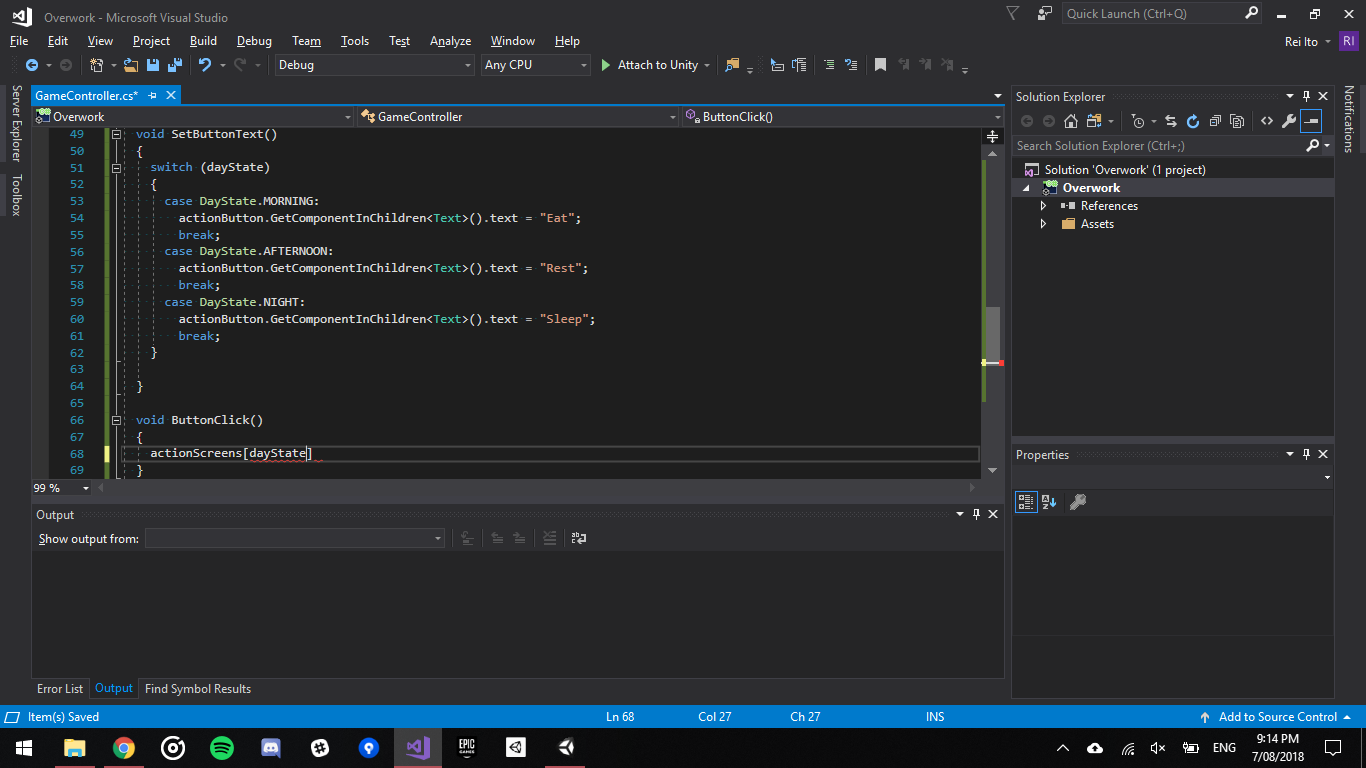 Overwork - Microsoft Visual Studio
Quick Launch (Ctrl+Q)
File Edit View Project Build Debug Team Tools Test Analyze Window Help
Rei Ito RI
Debug Any CPU Attach to Unity
Server Explorer
Toolbox
GameController.cs*
Overwork GameController ButtonClick()
49 void SetButtonText()
50 {
51 switch (dayState)
52 {
53 case DayState.MORNING:
54 actionButton.GetComponentInChildren<Text>().text = "Eat";
55 break;
56 case DayState.AFTERNOON:
57 actionButton.GetComponentInChildren<Text>().text = "Rest";
58 break;
59 case DayState.NIGHT:
60 actionButton.GetComponentInChildren<Text>().text = "Sleep";
61 break;
62 }
63
64 }
65
66 void ButtonClick()
67 {
68 actionScreens[dayState]
69 }
99 %
Output
Show output from:
Error List Output Find Symbol Results
Solution Explorer
Search Solution Explorer (Ctrl+;)
Solution 'Overwork' (1 project)
Overwork
References
Assets
Properties
Notifications
Item(s) Saved Ln 68 Col 27 Ch 27 INS Add to Source Control
EPIC GAMES
ENG
9:14 PM
7/08/2018